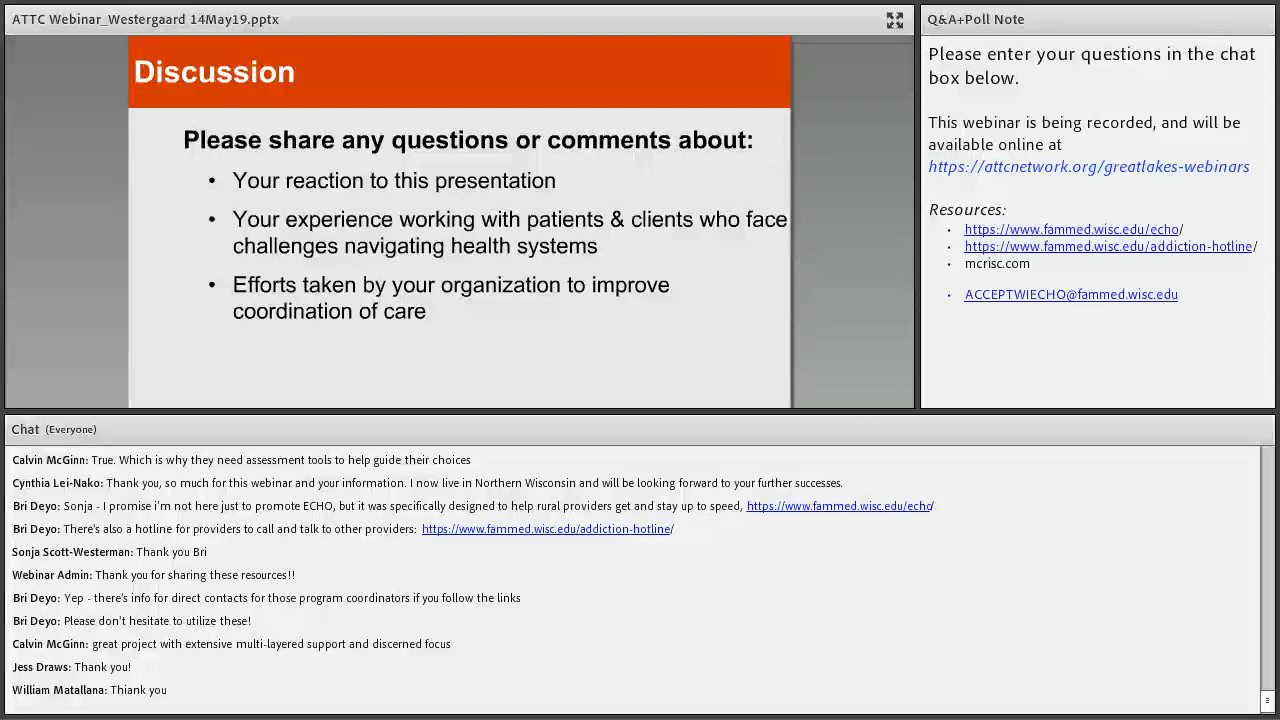 ATTC Webinar_Westergaard 14May19.pptx
Discussion
Please share any questions or comments about:
• Your reaction to this presentation
• Your experience working with patients & clients who face
challenges navigating health systems
• Efforts taken by your organization to improve
coordination of care
Q&A+Poll Note
Please enter your questions in the chat
box below.
This webinar is being recorded, and will be
available online at
https://attcnetwork.org/greatlakes-webinars
Resources:
• https://www.fammed.wisc.edu/echo/
• https://www.fammed.wisc.edu/addiction-hotline/
• mcrisc.com
• ACCEPTWIECHO@fammed.wisc.edu
Chat (Everyone)
Calvin McGinn: True. Which is why they need assessment tools to help guide their choices
Cynthia Lei-Nako: Thank you, so much for this webinar and your information. I now live in Northern Wisconsin and will be looking forward to your further successes.
Bri Deyo: Sonja - I promise i'm not here just to promote ECHO, but it was specifically designed to help rural providers get and stay up to speed, https://www.fammed.wisc.edu/echo/
Bri Deyo: There's also a hotline for providers to call and talk to other providers: https://www.fammed.wisc.edu/addiction-hotline/
Sonja Scott-Westerman: Thank you Bri
Webinar Admin: Thank you for sharing these resources!!
Bri Deyo: Yep - there's info for direct contacts for those program coordinators if you follow the links
Bri Deyo: Please don't hesitate to utilize these!
Calvin McGinn: great project with extensive multi-layered support and discerned focus
Jess Draws: Thank you!
William Matallana: Thiank you